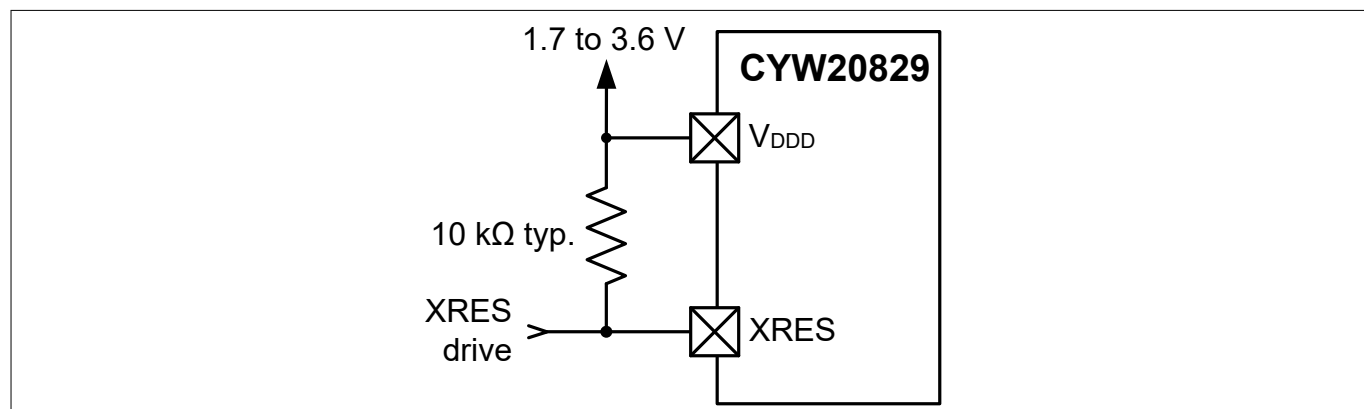 1.7 to 3.6 V
CYW20829
VDDD
10 kΩ typ.
XRES
drive
XRES